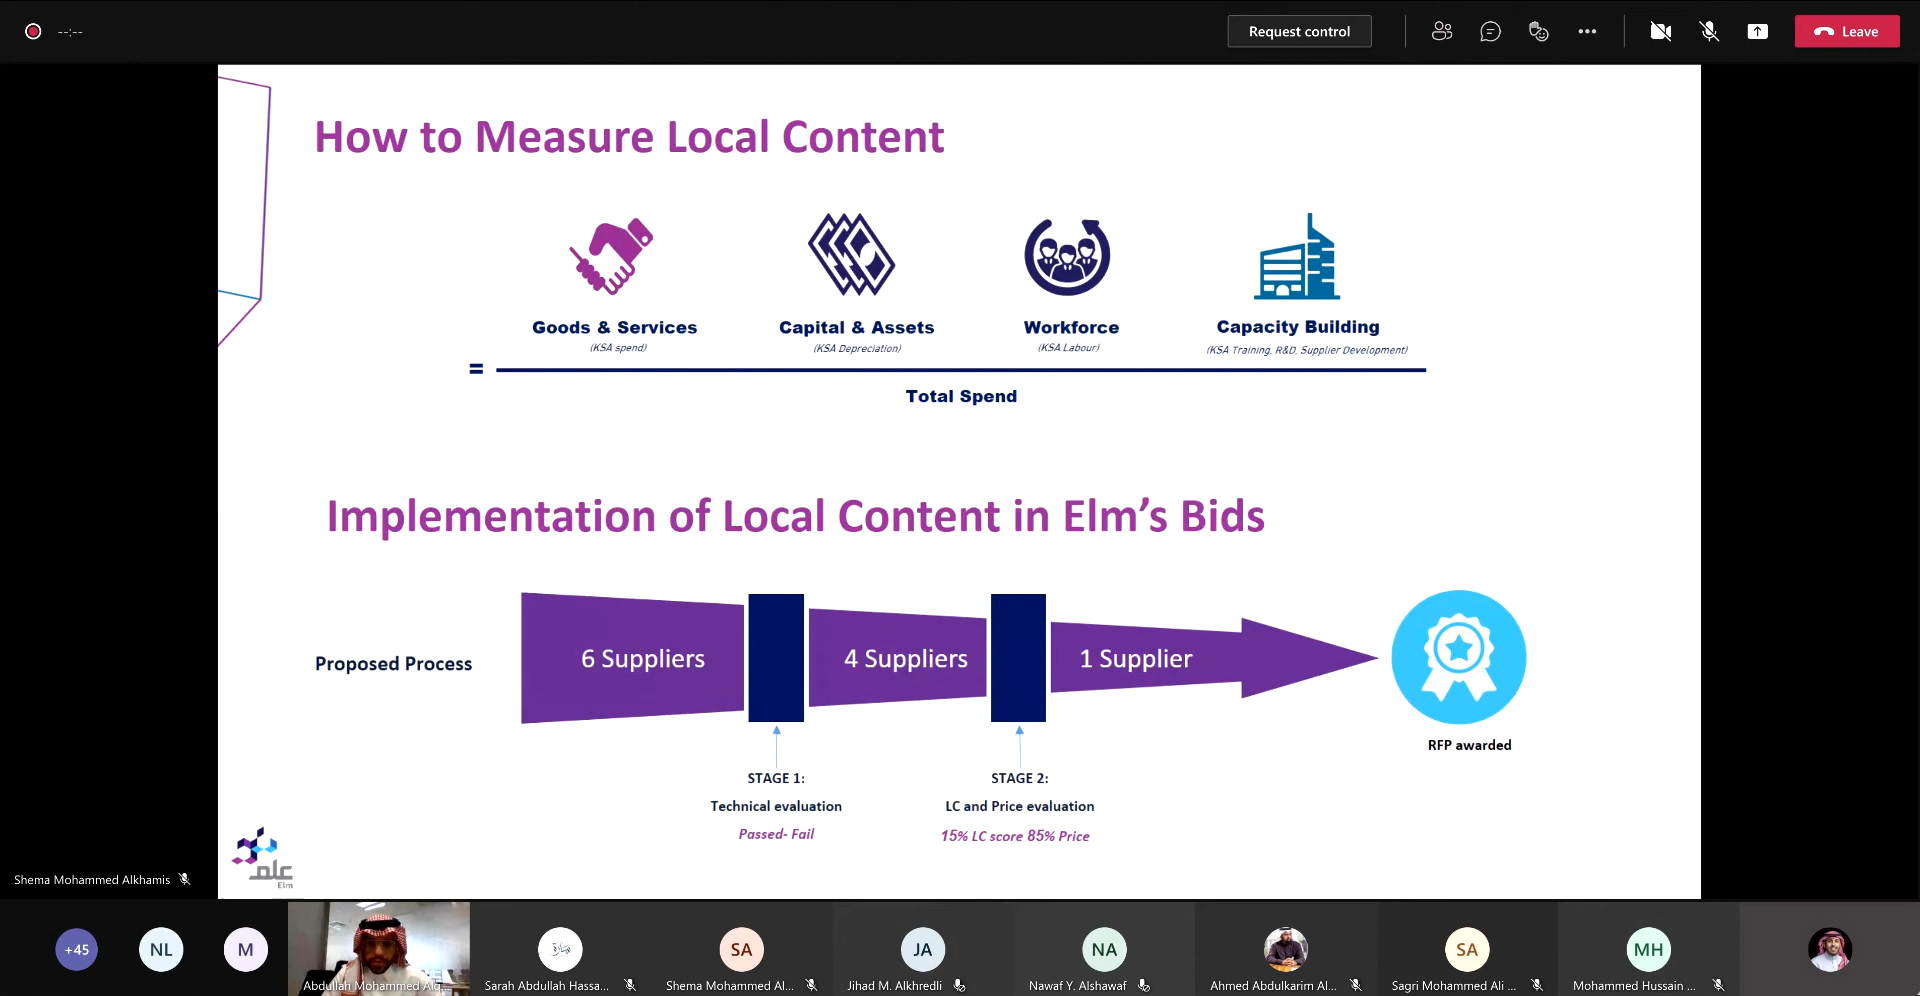 --:--
Request control
Leave
How to Measure Local Content
Goods & Services
(KSA spend)
Capital & Assets
(KSA Depreciation)
Workforce
(KSA Labour)
Capacity Building
(KSA Training, R&D, Supplier Development)
=
Total Spend
Implementation of Local Content in Elm's Bids
Proposed Process
6 Suppliers
4 Suppliers
1 Supplier
RFP awarded
STAGE 1:
Technical evaluation
Passed- Fail
STAGE 2:
LC and Price evaluation
15% LC score 85% Price
علم
Elm
Shema Mohammed Alkhamis
+45
NL
M
Abdullah Mohammed Alq...
Sarah Abdullah Hassa...
SA
Shema Mohammed Al...
JA
Jihad M. Alkhredli
NA
Nawaf Y. Alshawaf
Ahmed Abdulkarim Al...
SA
Sagri Mohammed Ali ...
MH
Mohammed Hussain ...